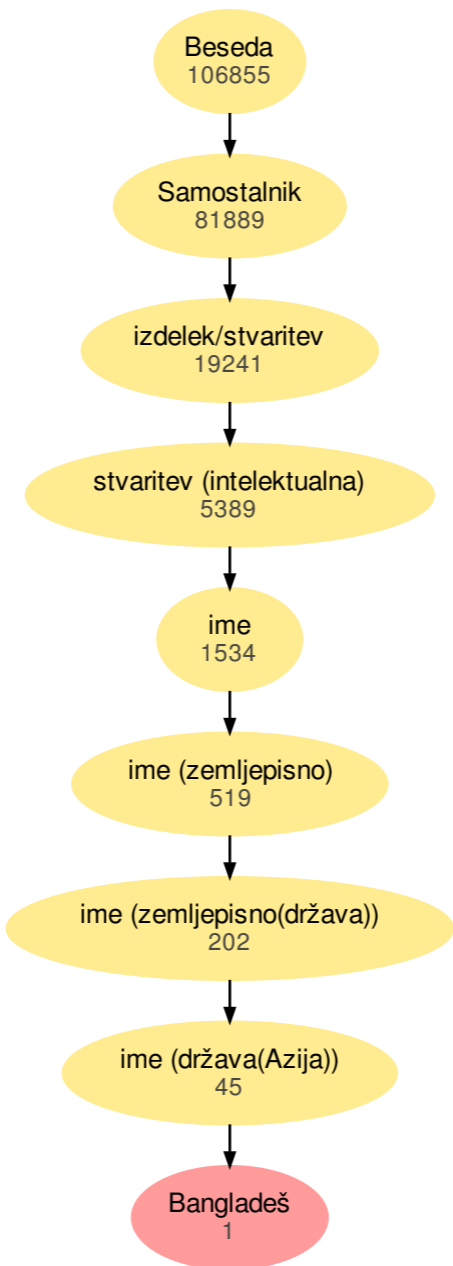 Beseda
106855
Samostalnik
81889
izdelek/stvaritev
19241
stvaritev (intelektualna)
5389
ime
1534
ime (zemljepisno)
519
ime (zemljepisno(država))
202
ime (država(Azija))
45
Bangladeš
1